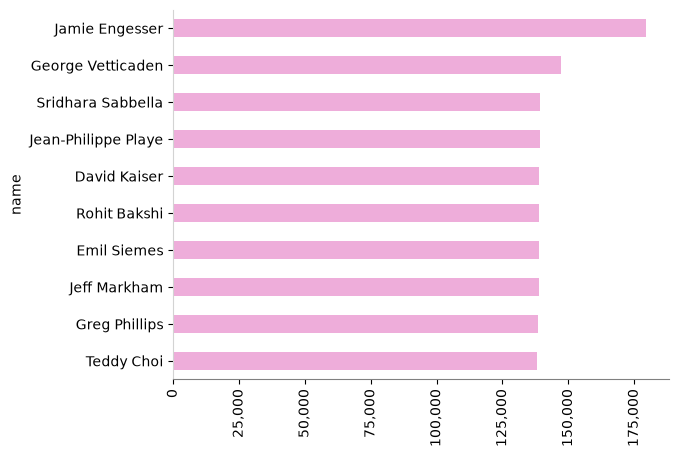 name
Jamie Engesser
George Vetticaden
Sridhara Sabbella
Jean-Philippe Playe
David Kaiser
Rohit Bakshi
Emil Siemes
Jeff Markham
Greg Phillips
Teddy Choi
0
25,000
50,000
75,000
100,000
125,000
150,000
175,000